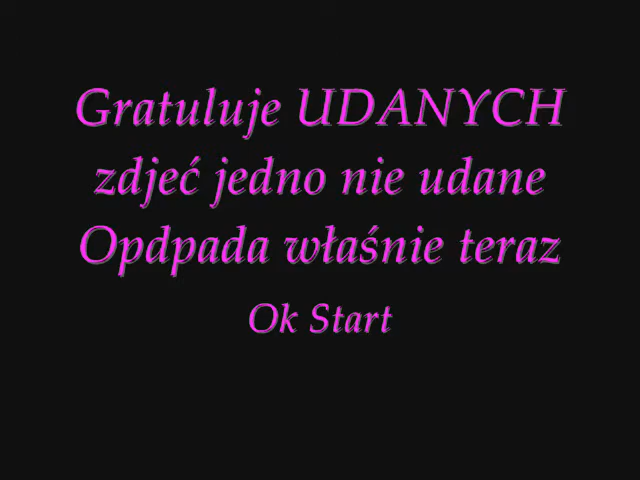 Gratuluje UDANYCH
zdjeć jedno nie udane
Opdpada właśnie teraz
Ok Start